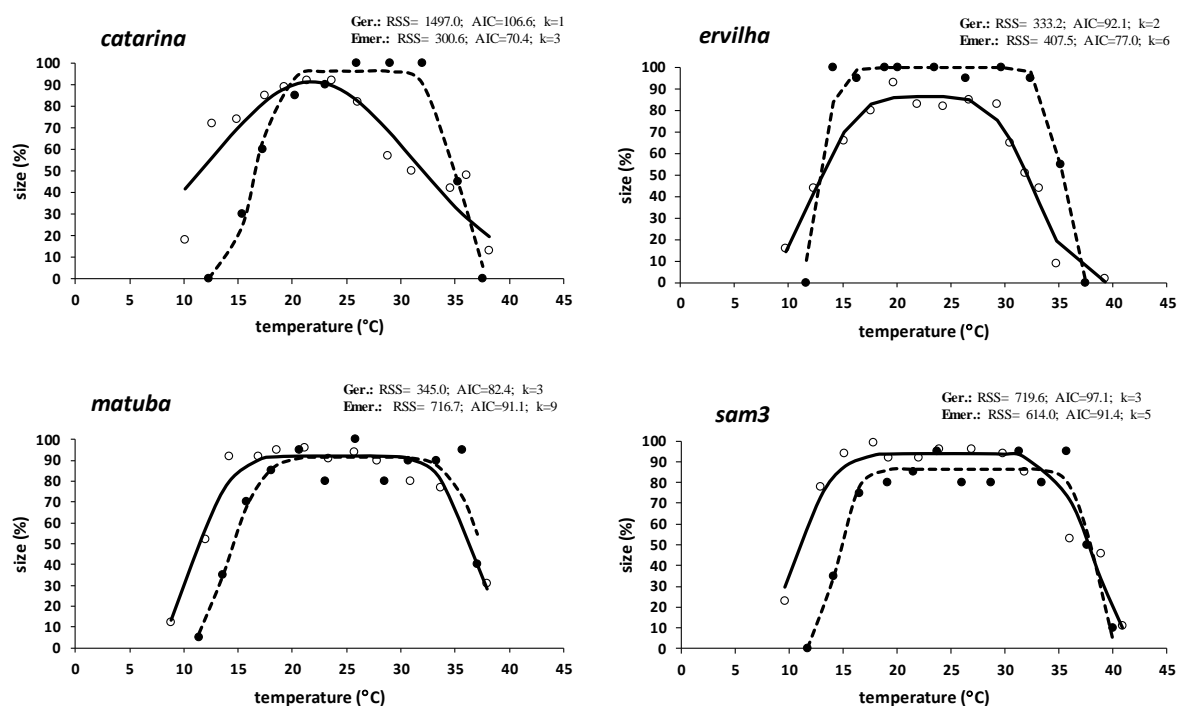 catarina
Ger.: RSS= 1497.0; AIC=106.6; k=1
Emer.: RSS= 300.6; AIC=70.4; k=3
100
90
80
70
60
50
40
30
20
10
0
size (%)
0 5 10 15 20 25 30 35 40 45
temperature (°C)
ervilha
Ger.: RSS= 333.2; AIC=92.1; k=2
Emer.: RSS= 407.5; AIC=77.0; k=6
100
90
80
70
60
50
40
30
20
10
0
size (%)
0 5 10 15 20 25 30 35 40 45
temperature (°C)
matuba
Ger.: RSS= 345.0; AIC=82.4; k=3
Emer.: RSS= 716.7; AIC=91.1; k=9
100
90
80
70
60
50
40
30
20
10
0
size (%)
0 5 10 15 20 25 30 35 40 45
temperature (°C)
sam3
Ger.: RSS= 719.6; AIC=97.1; k=3
Emer.: RSS= 614.0; AIC=91.4; k=5
100
90
80
70
60
50
40
30
20
10
0
size (%)
0 5 10 15 20 25 30 35 40 45
temperature (°C)